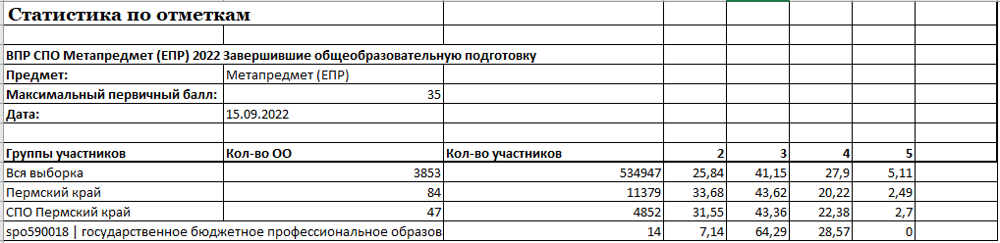 Статистика по отметкам
ВПР СПО Метапредмет (ЕПР) 2022 Завершившие общеобразовательную подготовку
Предмет: Метапредмет (ЕПР)
Максимальный первичный балл: 35
Дата: 15.09.2022
Группы участников Кол-во ОО Кол-во участников 2 3 4 5
Вся выборка 3853 534947 25,84 41,15 27,9 5,11
Пермский край 84 11379 33,68 43,62 20,22 2,49
СПО Пермский край 47 4852 31,55 43,36 22,38 2,7
spo590018 | государственное бюджетное профессиональное образов 14 7,14 64,29 28,57 0